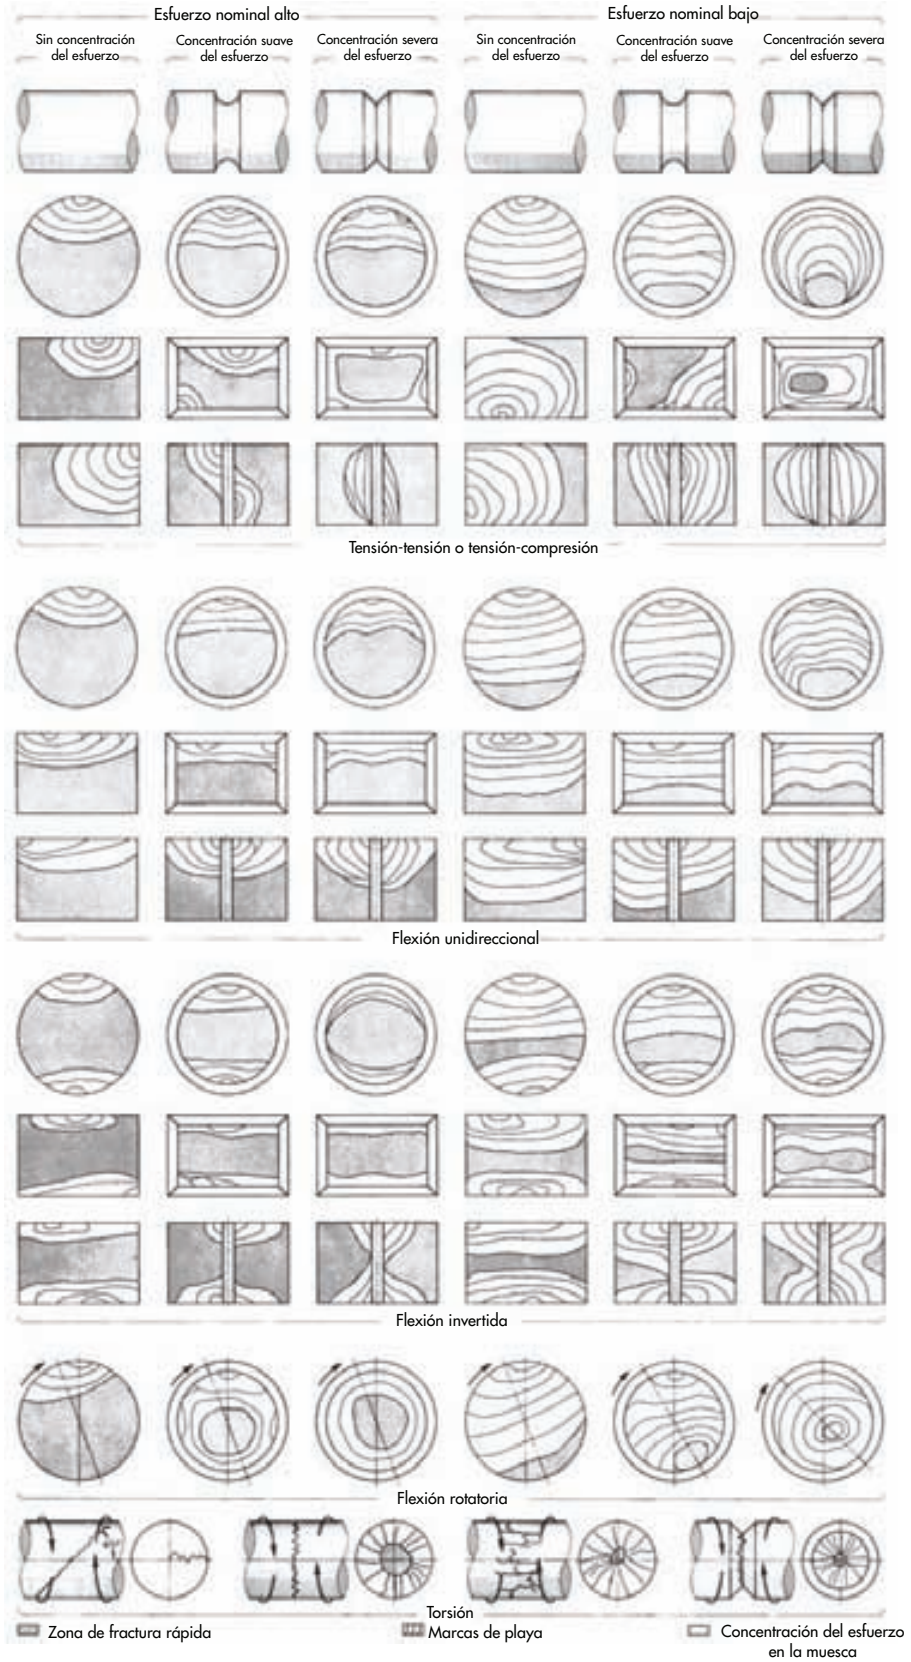 Esfuerzo nominal alto
Esfuerzo nominal bajo
Sin concentración
del esfuerzo
Concentración suave
del esfuerzo
Concentración severa
del esfuerzo
Sin concentración
del esfuerzo
Concentración suave
del esfuerzo
Concentración severa
del esfuerzo
Tensión-tensión o tensión-compresión
Flexión unidireccional
Flexión invertida
Flexión rotatoria
Torsión
Zona de fractura rápida
Marcas de playa
Concentración del esfuerzo
en la muesca